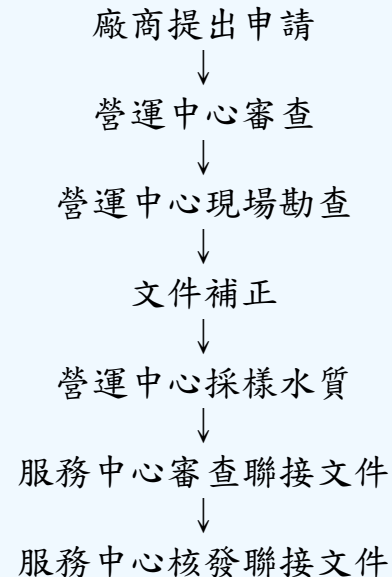 廠商提出申請
↓
營運中心審查
↓
營運中心現場勘查
↓
文件補正
↓
營運中心採樣水質
↓
服務中心審查聯接文件
↓
服務中心核發聯接文件